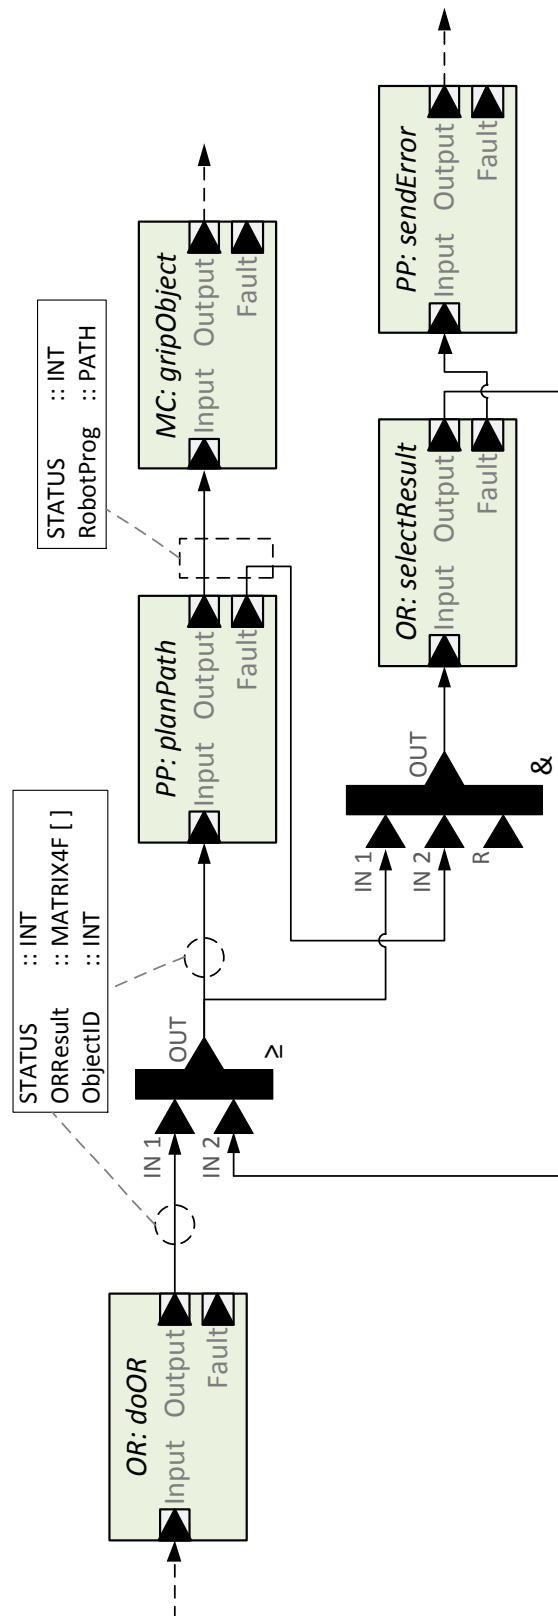 OR: doOR
Input Output
Fault
STATUS :: INT
ORResult :: MATRIX4F [ ]
ObjectID :: INT
IN 1
IN 2
OUT
≥
PP: planPath
Input Output
Fault
STATUS :: INT
RobotProg :: PATH
MC: gripObject
Input Output
Fault
IN 1
IN 2
R
OUT
&
OR: selectResult
Input Output
Fault
PP: sendError
Input Output
Fault